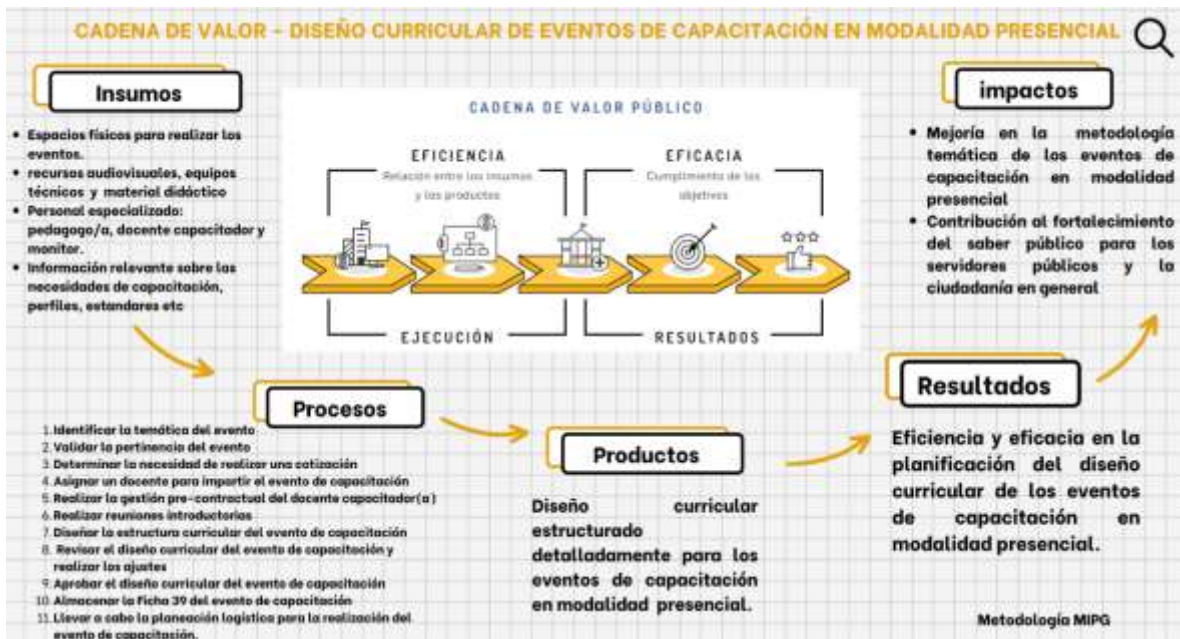 CADENA DE VALOR - DISEÑO CURRICULAR DE EVENTOS DE CAPACITACIÓN EN MODALIDAD PRESENCIAL
Insumos
• Espacios físicos para realizar los
eventos.
• recursos audiovisuales, equipos
técnicos y material didáctico
• Personal especializado:
pedagogo/a, docente capacitador y
monitor.
• Información relevante sobre las
necesidades de capacitación,
perfiles, estandares etc
CADENA DE VALOR PÚBLICO
EFICIENCIA
Relación entre los insumos
y los productos
EFICACIA
Cumplimiento de los
objetivos
EJECUCIÓN
RESULTADOS
Procesos
1. Identificar la temática del evento
2. Validar la pertinencia del evento
3. Determinar la necesidad de realizar una cotización
4. Asignar un docente para impartir el evento de capacitación
5. Realizar la gestión pre-contractual del docente capacitador(a)
6. Realizar reuniones introductorias
7. Diseñar la estructura curricular del evento de capacitación
8. Revisar el diseño curricular del evento de capacitación y
realizar los ajustes
9. Aprobar el diseño curricular del evento de capacitación
10. Almacenar la Ficha 39 del evento de capacitación
11. Llevar a cabo la planeación logística para la realización del
evento de capacitación.
Productos
Diseño curricular
estructurado
detalladamente para los
eventos de capacitación
en modalidad presencial.
Resultados
Eficiencia y eficacia en la
planificación del diseño
curricular de los eventos
de capacitación en
modalidad presencial.
impactos
• Mejoría en la metodología
temática de los eventos de
capacitación en modalidad
presencial
• Contribución al fortalecimiento
del saber público para los
servidores públicos y la
ciudadanía en general
Metodología MIPG